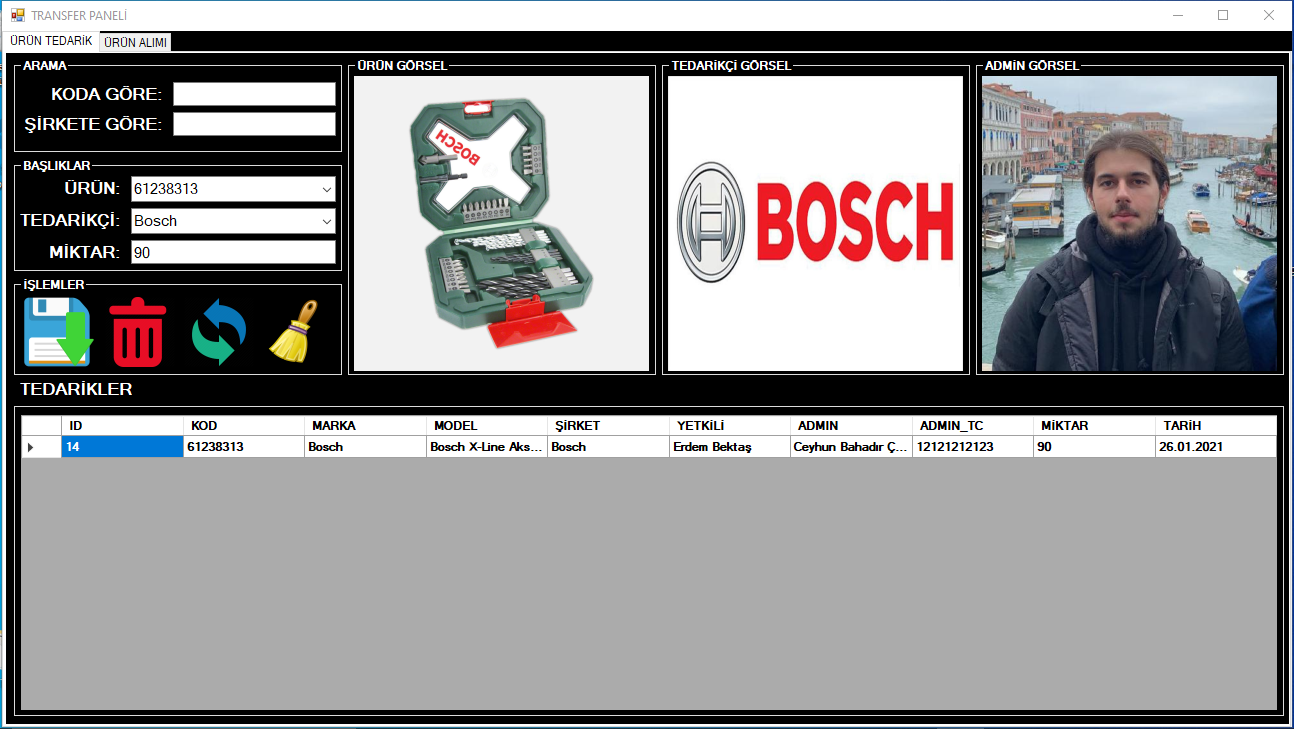 TRANSFER PANELİ
ÜRÜN TEDARİK ÜRÜN ALIMI
ARAMA
KODA GÖRE:
ŞİRKETE GÖRE:
BAŞLIKLAR
ÜRÜN: 61238313
TEDARİKÇİ: Bosch
MİKTAR: 90
İŞLEMLER
ÜRÜN GÖRSEL
BOSCH
TEDARİKÇİ GÖRSEL
BOSCH
ADMİN GÖRSEL
TEDARİKLER
ID KOD MARKA MODEL ŞİRKET YETKİLİ ADMIN ADMIN_TC MİKTAR TARİH
14 61238313 Bosch Bosch X-Line Aks... Bosch Erdem Bektaş Ceyhun Bahadır Ç... 12121212123 90 26.01.2021